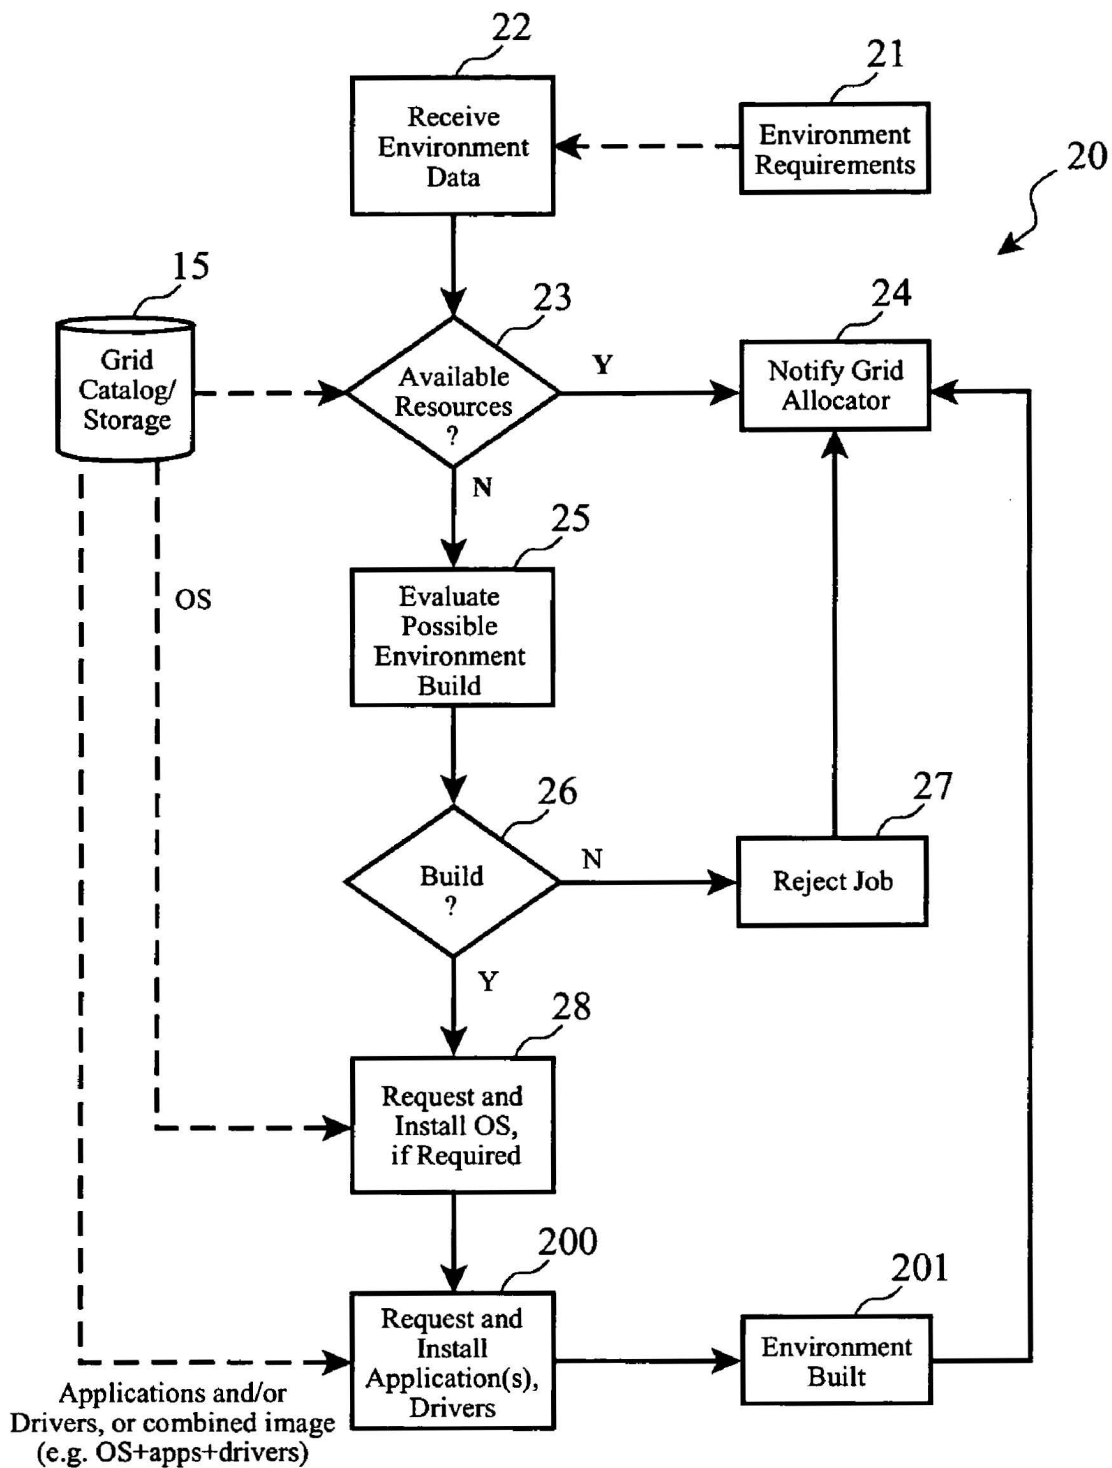 22
Receive
Environment
Data
21
Environment
Requirements
20
15
Grid
Catalog/
Storage
23
Available
Resources
?
Y
24
Notify Grid
Allocator
N
OS
25
Evaluate
Possible
Environment
Build
26
Build
?
N
27
Reject Job
Y
28
Request and
Install OS,
if Required
200
Request and
Install
Application(s),
Drivers
201
Environment
Built
Applications and/or
Drivers, or combined image
(e.g. OS+apps+drivers)